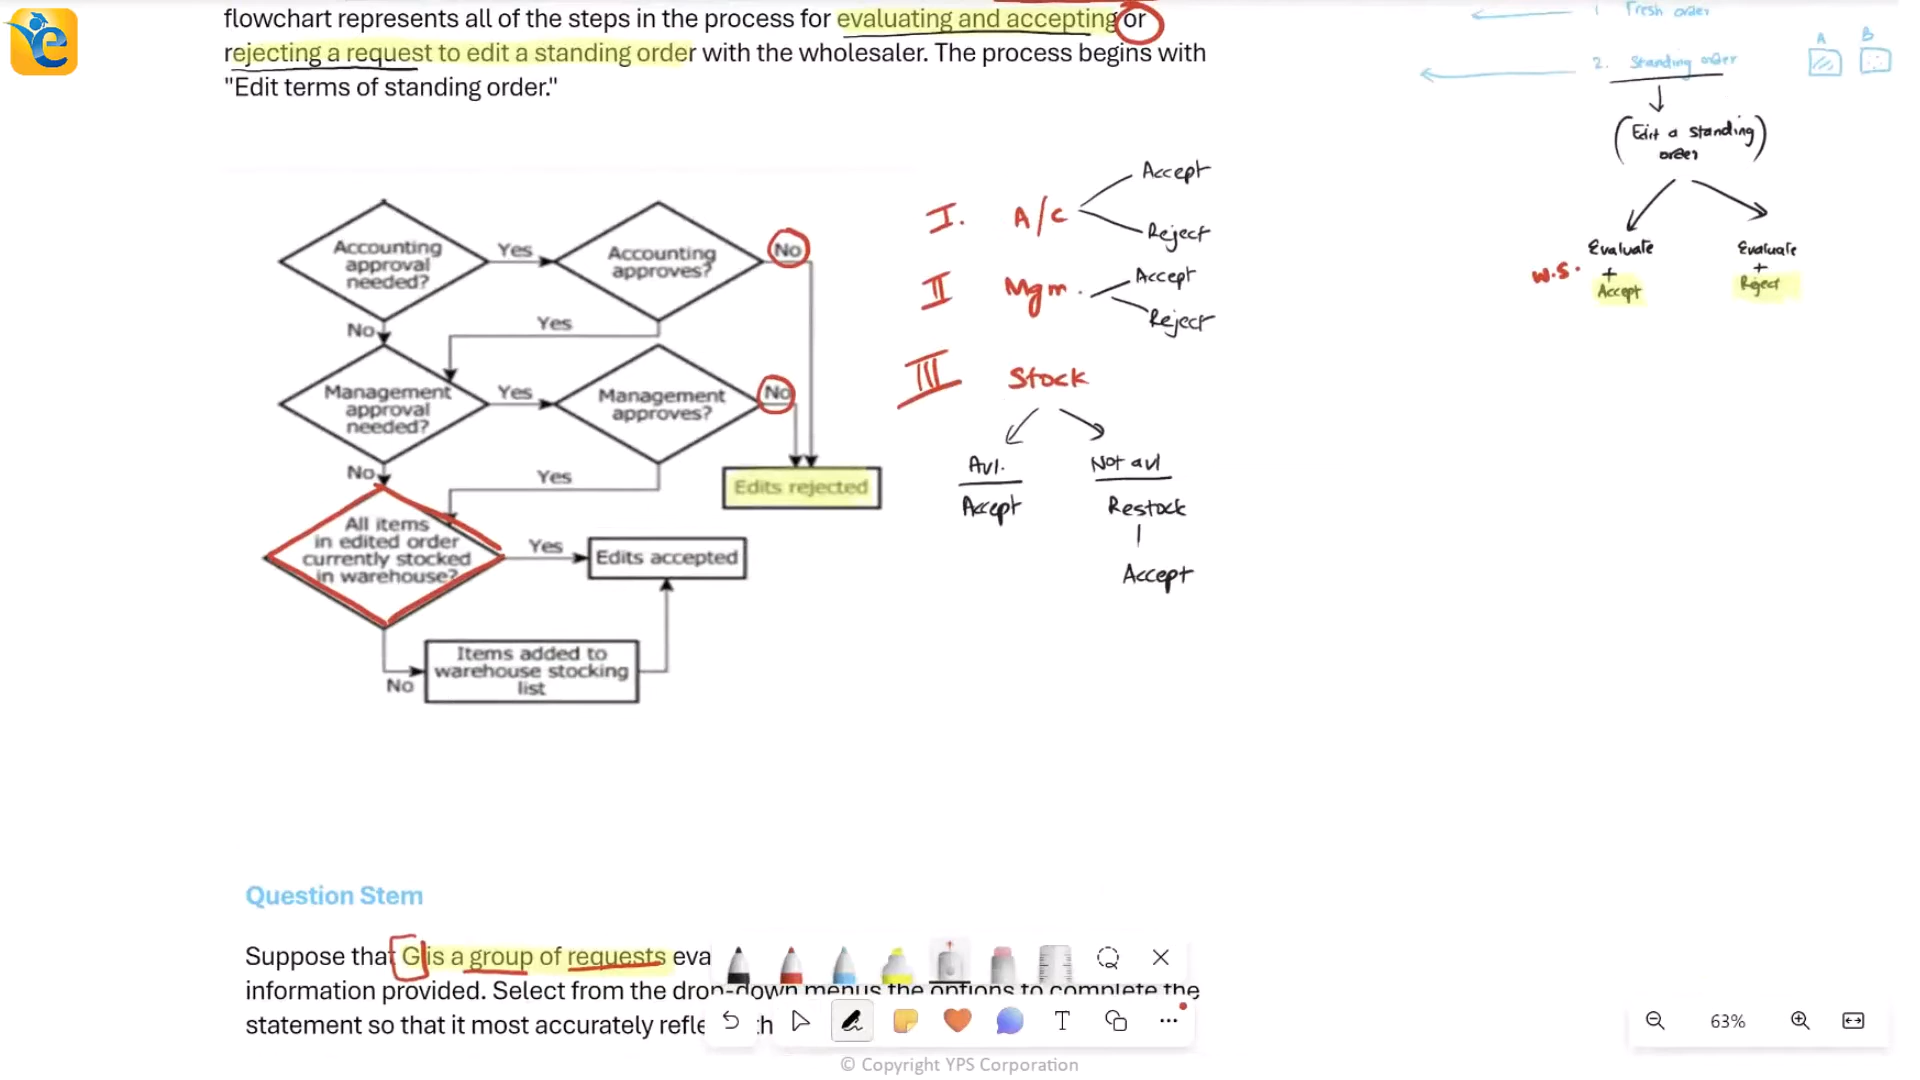 flowchart represents all of the steps in the process for evaluating and accepting or
rejecting a request to edit a standing order with the wholesaler. The process begins with
"Edit terms of standing order."
1 Fresh order
2. Standing order
A
B
(Edit a standing
order)
Evaluate
+
Accept
Evaluate
+
Reject
W.S.
Accounting
approval
needed?
Yes
Accounting
approves?
No
No
Yes
Management
approval
needed?
Yes
Management
approves?
No
No
Yes
Edits rejected
All items
in edited order
currently stocked
in warehouse?
Yes
Edits accepted
No
Items added to
warehouse stocking
list
I. A/C
Accept
Reject
II Mgm.
Accept
Reject
III Stock
Avl.
Accept
Not avl
Restock
Accept
Question Stem
Suppose that G is a group of requests eva
information provided. Select from the drop-down menus the options to complete the
statement so that it most accurately refle th
T
63%
© Copyright YPS Corporation